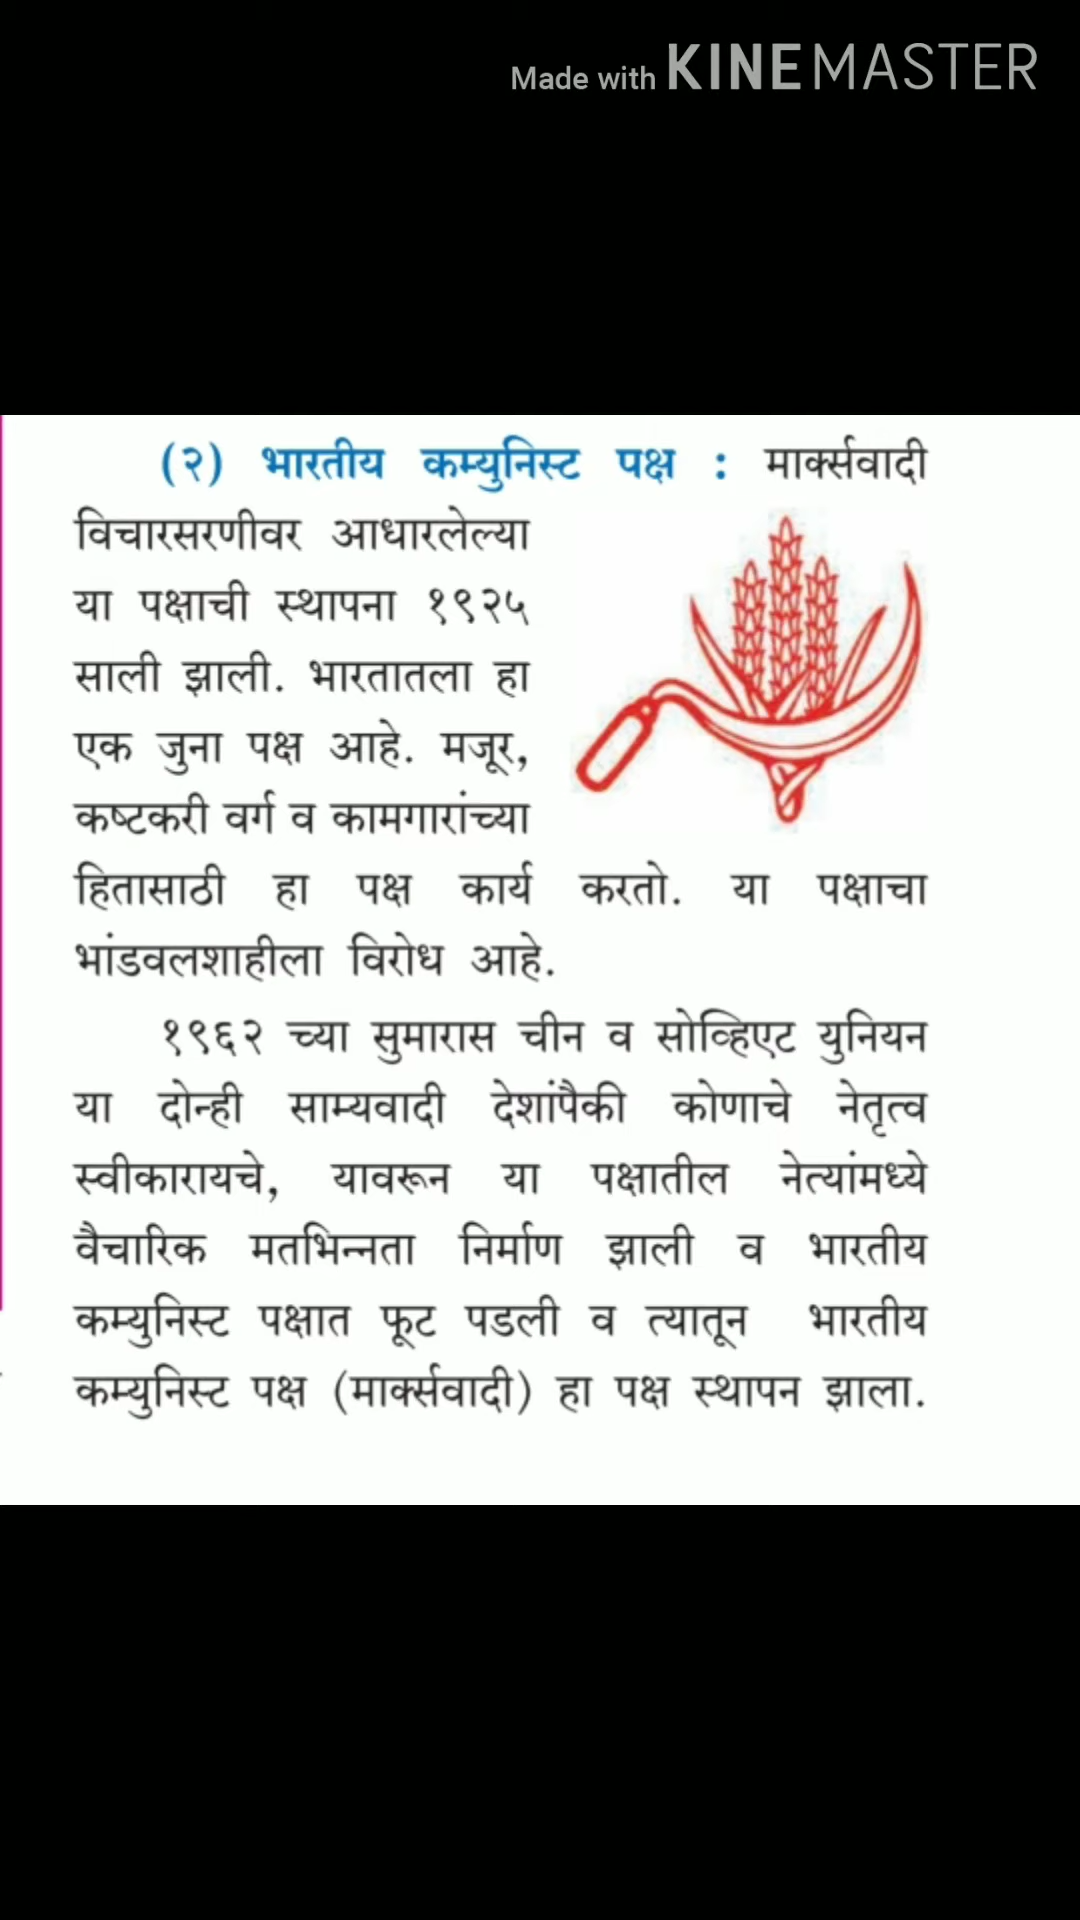 Made with KINEMASTER
(२) भारतीय कम्युनिस्ट पक्ष : मार्क्सवादी
विचारसरणीवर आधारलेल्या
या पक्षाची स्थापना १९२५
साली झाली. भारतातला हा
एक जुना पक्ष आहे. मजूर,
कष्टकरी वर्ग व कामगारांच्या
हितासाठी हा पक्ष कार्य करतो. या पक्षाचा
भांडवलशाहीला विरोध आहे.
१९६२ च्या सुमारास चीन व सोव्हिएट युनियन
या दोन्ही साम्यवादी देशांपैकी कोणाचे नेतृत्व
स्वीकारायचे, यावरून या पक्षातील नेत्यांमध्ये
वैचारिक मतभिन्नता निर्माण झाली व भारतीय
कम्युनिस्ट पक्षात फूट पडली व त्यातून भारतीय
कम्युनिस्ट पक्ष (मार्क्सवादी) हा पक्ष स्थापन झाला.